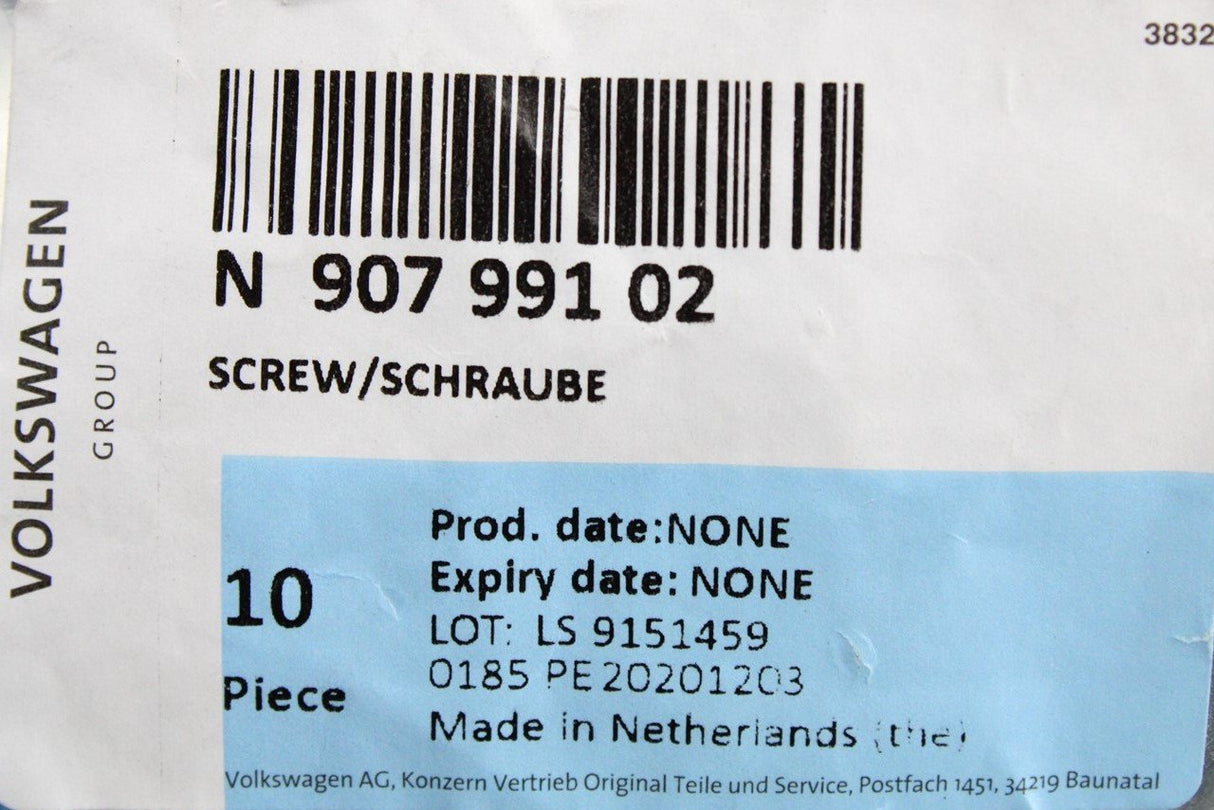 3832
N 907 991 02
SCREW/SCHRAUBE
VOLKSWAGEN
GROUP
10
Piece
Prod. date:NONE
Expiry date: NONE
LOT: LS 9151459
0185 PE20201203
Made in Netherlands (the)
Volkswagen AG, Konzern Vertrieb Original Teile und Service, Postfach 1451, 34219 Baunatal